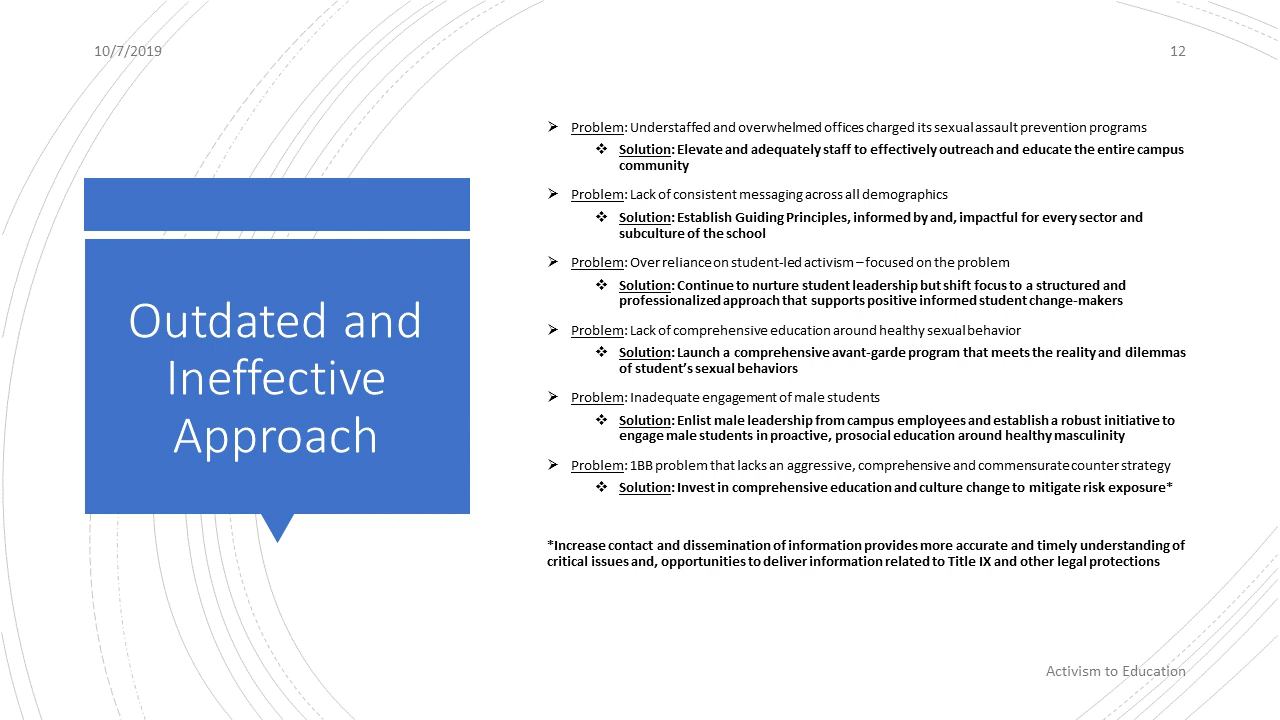 10/7/2019
12
Outdated and
Ineffective
Approach
➢ Problem: Understaffed and overwhelmed offices charged its sexual assault prevention programs
❖ Solution: Elevate and adequately staff to effectively outreach and educate the entire campus
community
➢ Problem: Lack of consistent messaging across all demographics
❖ Solution: Establish Guiding Principles, informed by and, impactful for every sector and
subculture of the school
➢ Problem: Over reliance on student-led activism – focused on the problem
❖ Solution: Continue to nurture student leadership but shift focus to a structured and
professionalized approach that supports positive informed student change-makers
➢ Problem: Lack of comprehensive education around healthy sexual behavior
❖ Solution: Launch a comprehensive avant-garde program that meets the reality and dilemmas
of student’s sexual behaviors
➢ Problem: Inadequate engagement of male students
❖ Solution: Enlist male leadership from campus employees and establish a robust initiative to
engage male students in proactive, prosocial education around healthy masculinity
➢ Problem: 1BB problem that lacks an aggressive, comprehensive and commensurate counter strategy
❖ Solution: Invest in comprehensive education and culture change to mitigate risk exposure*
*Increase contact and dissemination of information provides more accurate and timely understanding of
critical issues and, opportunities to deliver information related to Title IX and other legal protections
Activism to Education